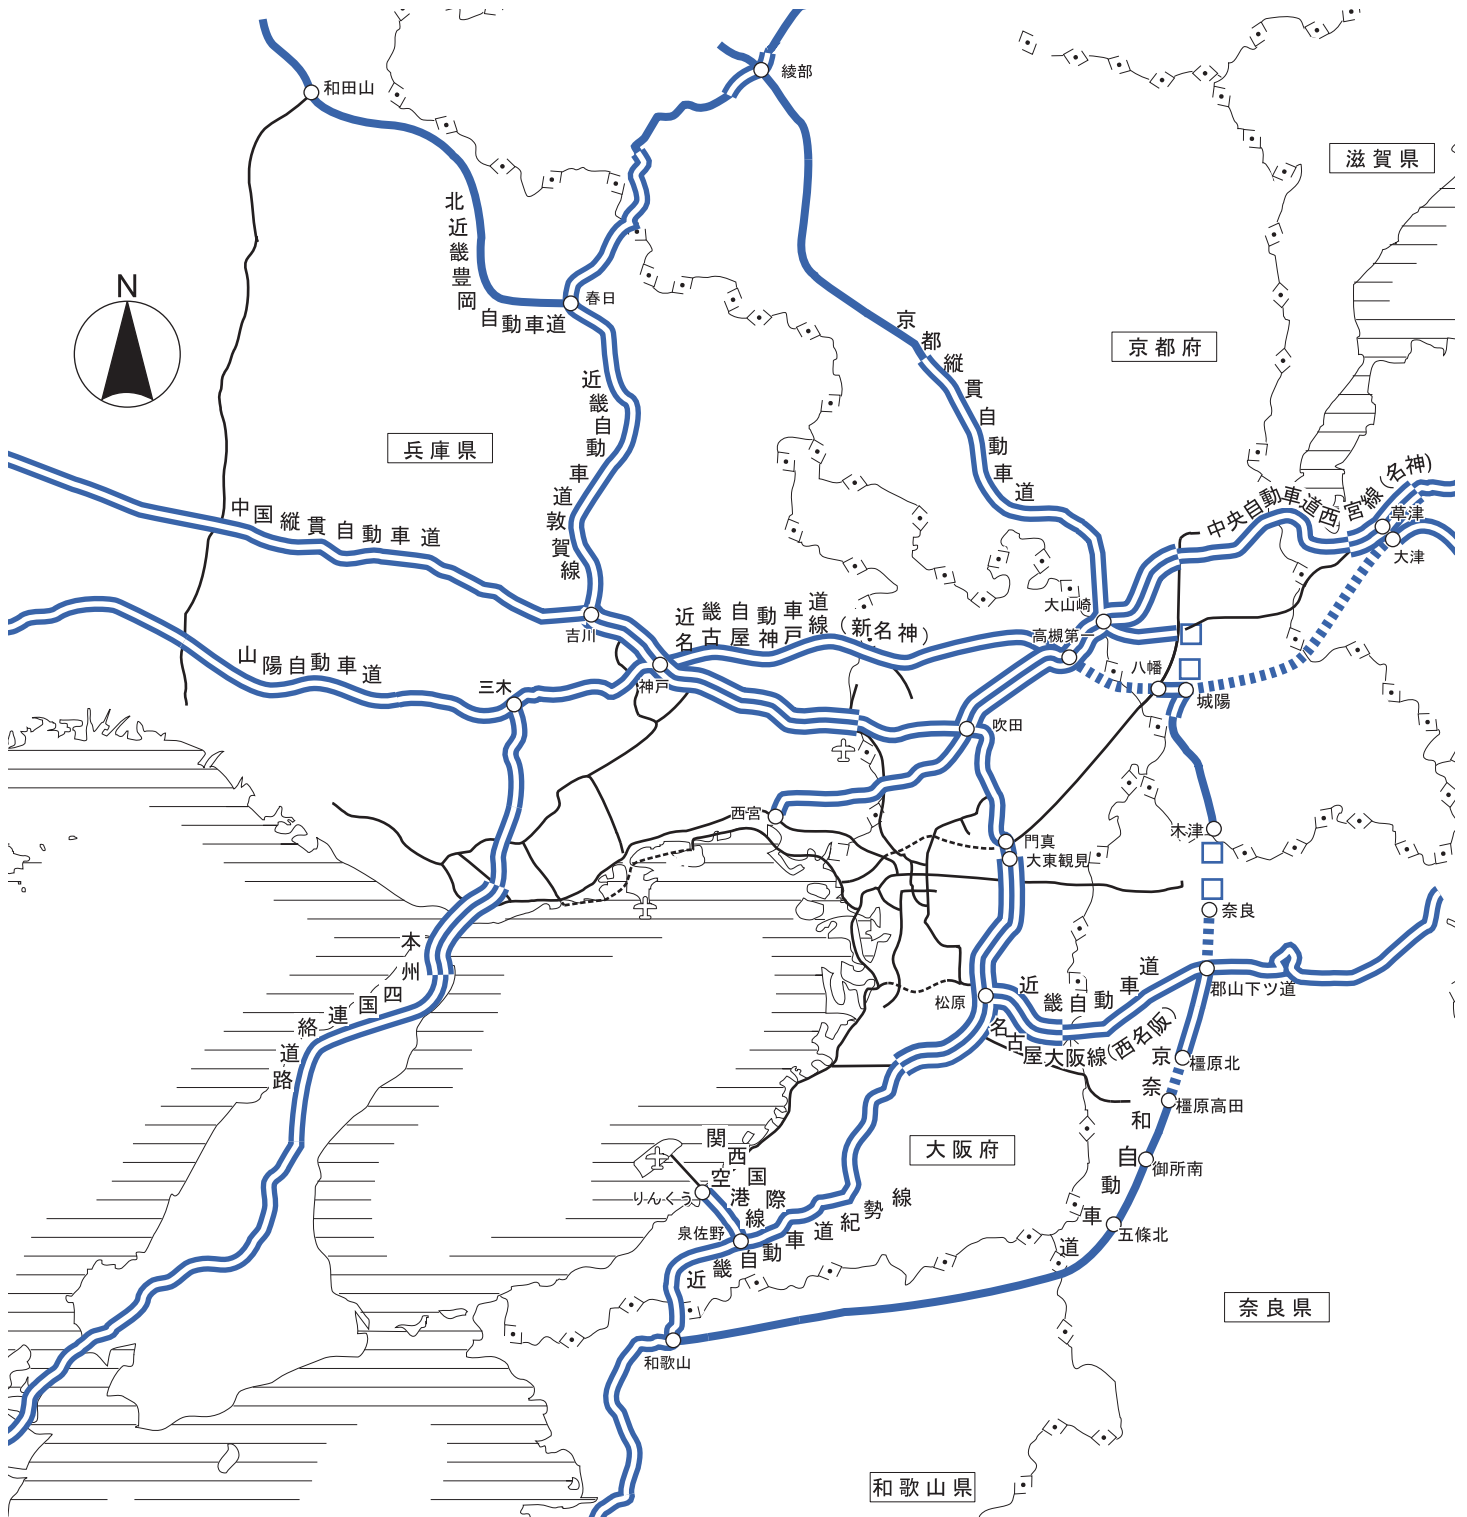 和田山
綾部
滋賀県
N
北近畿豊岡自動車道
春日
京都府
京都縦貫自動車道
兵庫県
近畿自動車道敦賀線
中国縦貫自動車道
中央自動車道西宮線(名神)
草津
大津
吉川
近畿自動車道
名古屋神戸線(新名神)
大山崎
高槻第一
山陽自動車道
三木
神戸
八幡
城陽
吹田
西宮
木津
門真
大東観見
奈良
本州四国連絡道路
松原
近畿自動車道
名古屋大阪線(西名阪)
郡山下ツ道
橿原北
京奈和自動車道
橿原高田
大阪府
御所南
関西国際
空港線
りんくう
泉佐野
近畿自動車道紀勢線
五條北
和歌山
奈良県
和歌山県